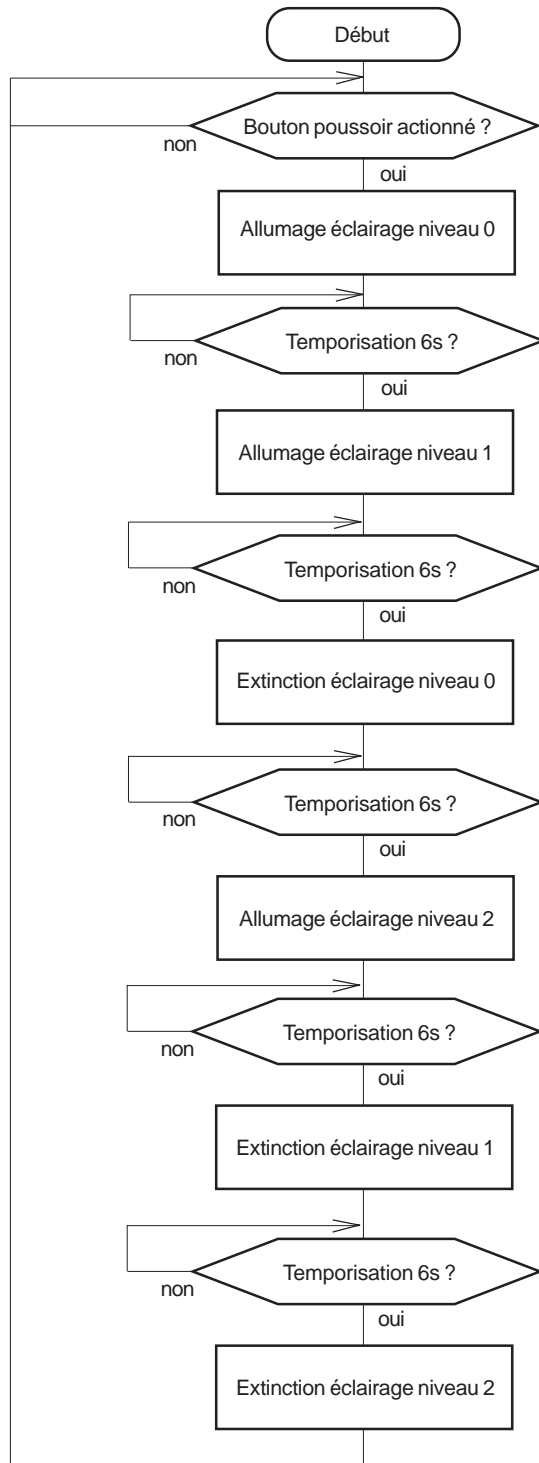 Début
Bouton poussoir actionné ?
non
oui
Allumage éclairage niveau 0
Temporisation 6s ?
non
oui
Allumage éclairage niveau 1
Temporisation 6s ?
non
oui
Extinction éclairage niveau 0
Temporisation 6s ?
non
oui
Allumage éclairage niveau 2
Temporisation 6s ?
non
oui
Extinction éclairage niveau 1
Temporisation 6s ?
non
oui
Extinction éclairage niveau 2